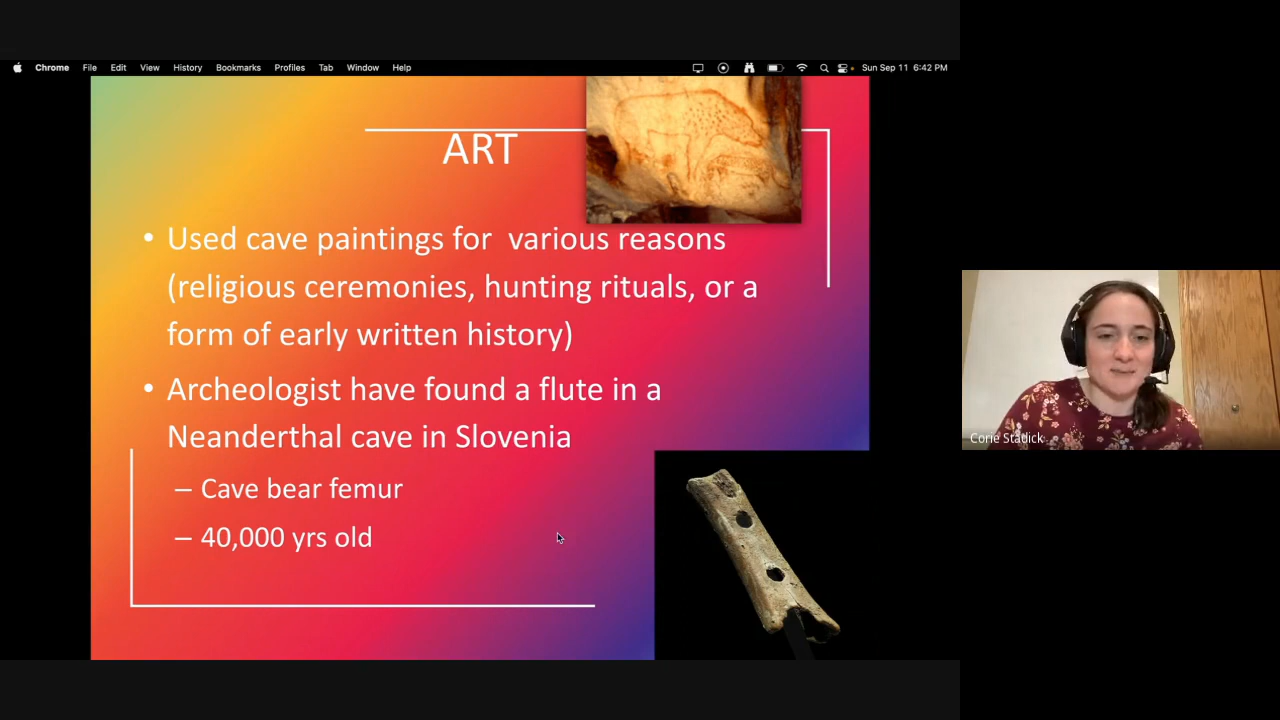 Chrome File Edit View History Bookmarks Profiles Tab Window Help Sun Sep 11 6:42 PM
ART
• Used cave paintings for various reasons
(religious ceremonies, hunting rituals, or a
form of early written history)
• Archeologist have found a flute in a
Neanderthal cave in Slovenia
– Cave bear femur
– 40,000 yrs old
Corie Stadick